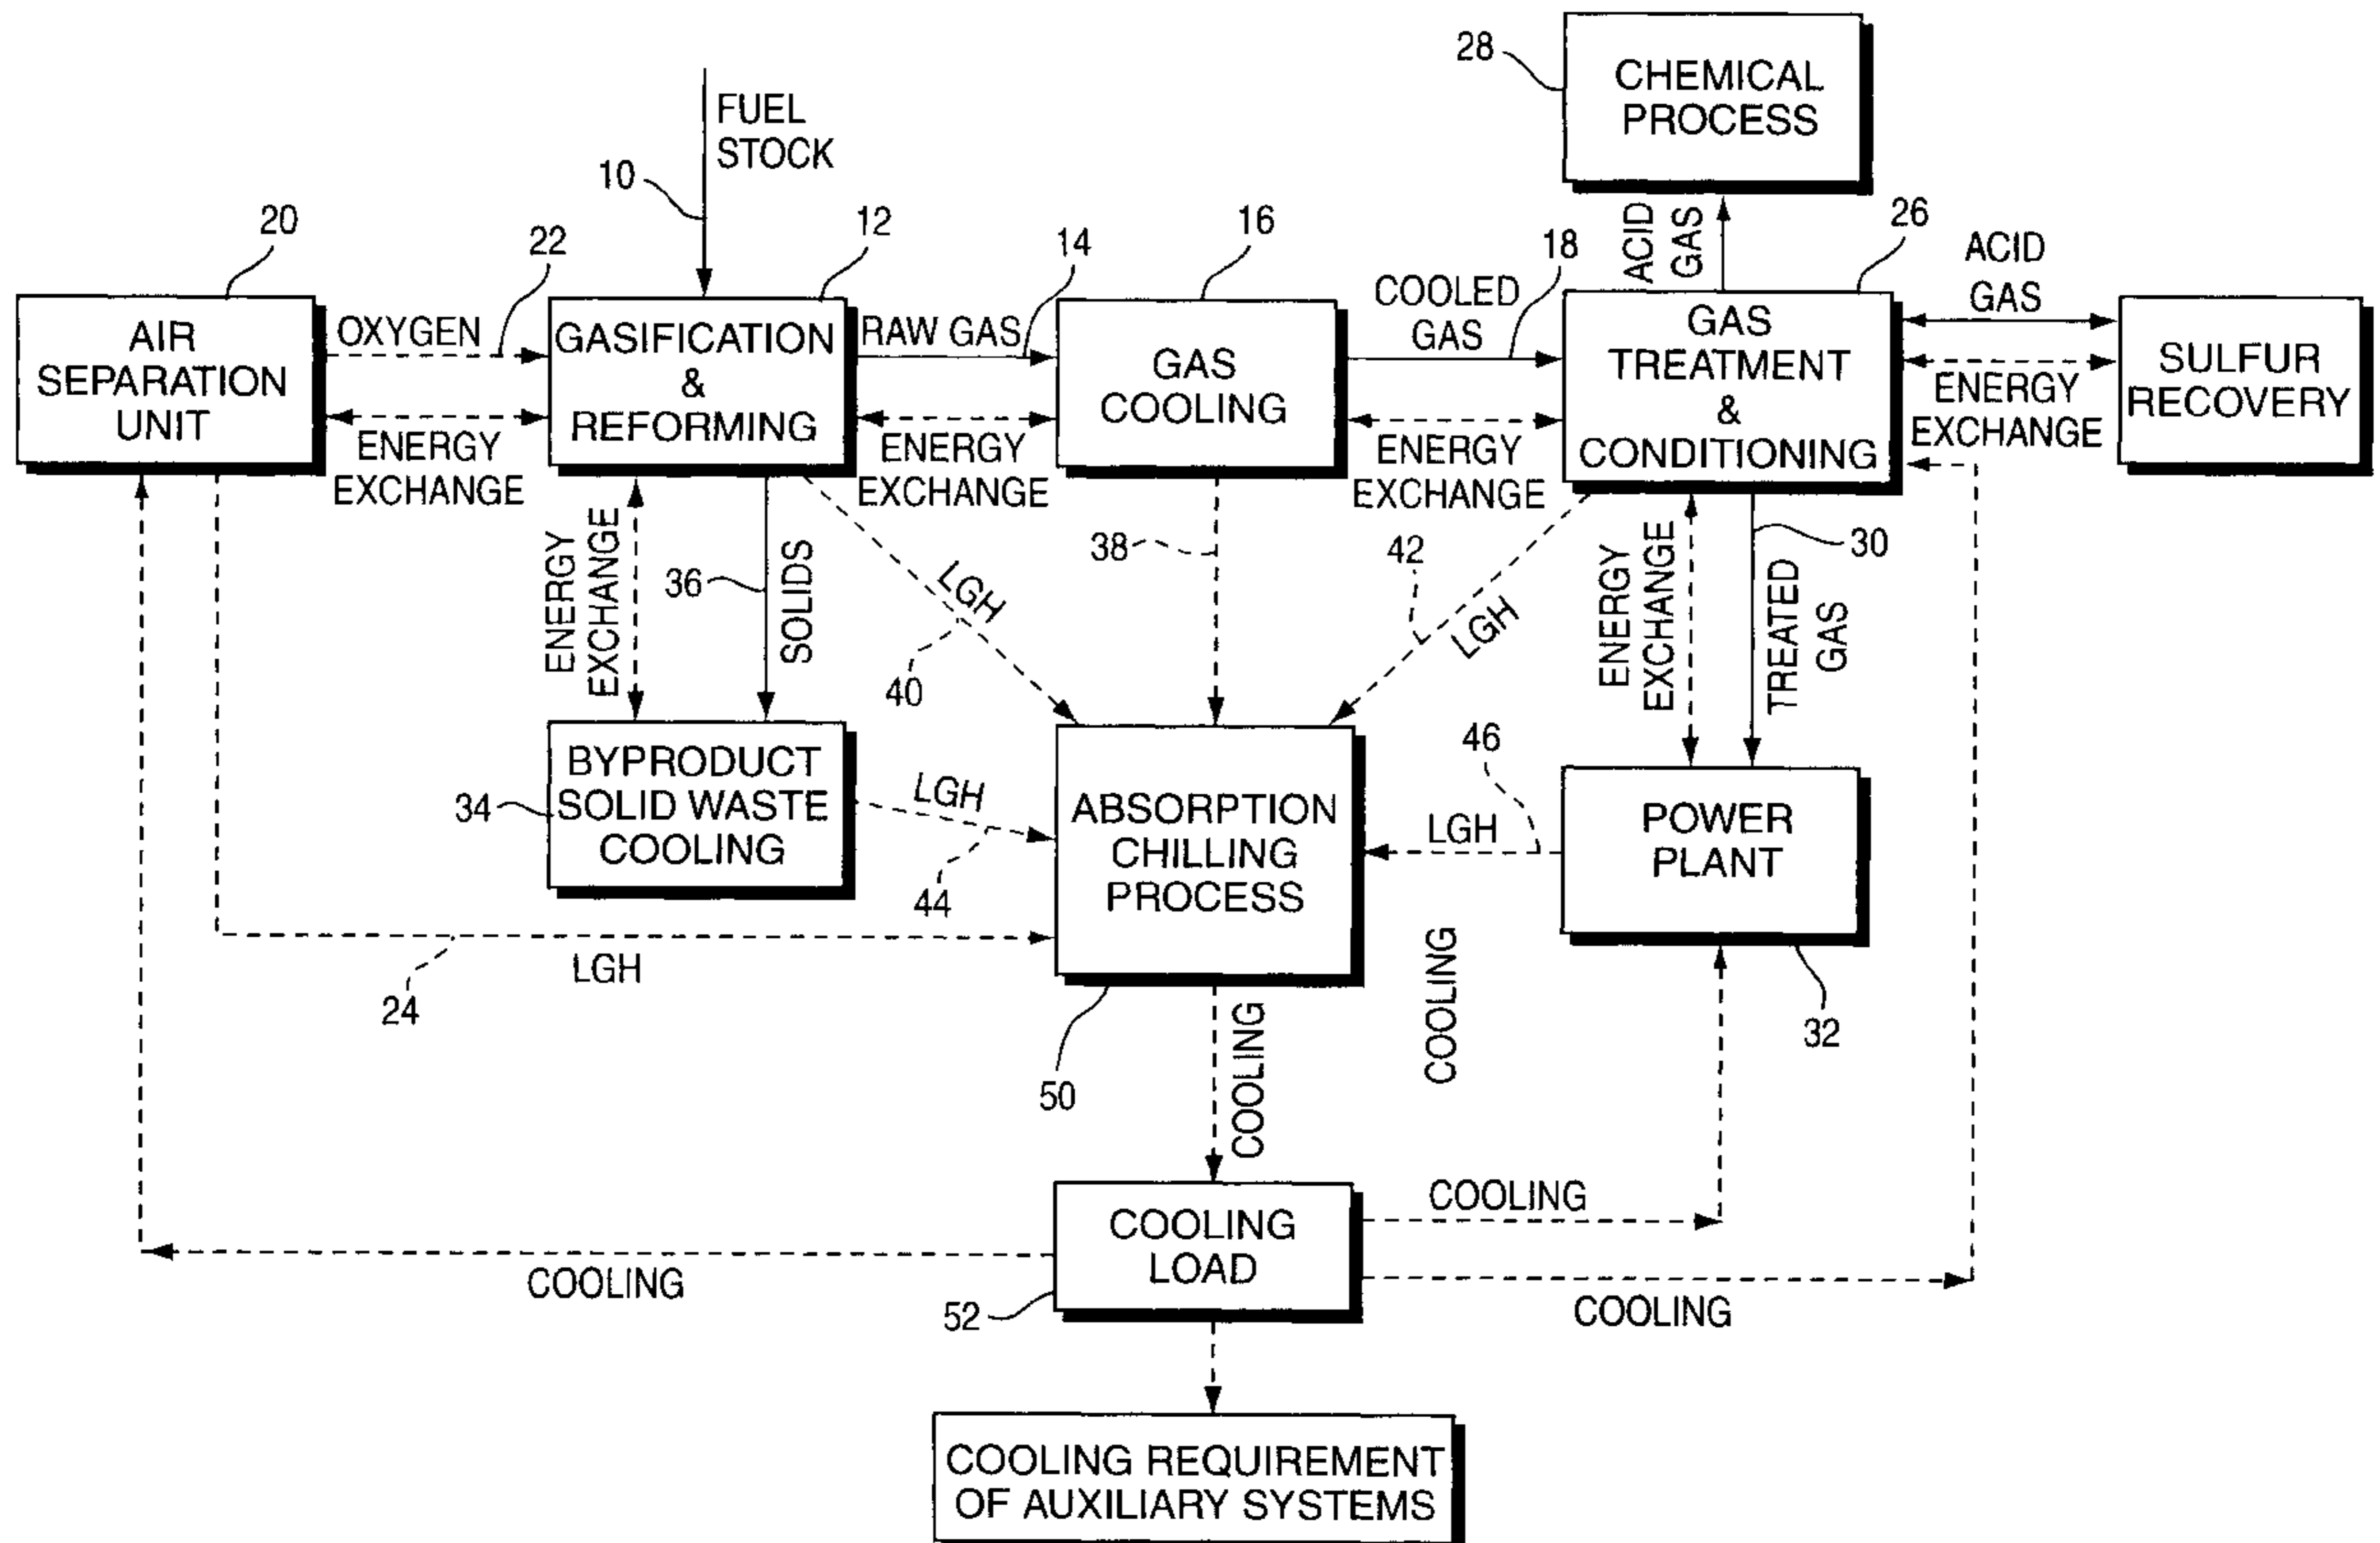 28
CHEMICAL
PROCESS
FUEL
STOCK
10
20
22
12
14
16
COOLED
GAS
18
ACID
GAS
26
ACID
GAS
AIR
SEPARATION
UNIT
OXYGEN
ENERGY
EXCHANGE
GASIFICATION
&
REFORMING
RAW GAS
ENERGY
EXCHANGE
GAS
COOLING
ENERGY
EXCHANGE
GAS
TREATMENT
&
CONDITIONING
ENERGY
EXCHANGE
SULFUR
RECOVERY
ENERGY
EXCHANGE
36
SOLIDS
LGH
40
38
42
LGH
ENERGY
EXCHANGE
30
TREATED
GAS
34
BYPRODUCT
SOLID WASTE
COOLING
LGH
44
ABSORPTION
CHILLING
PROCESS
46
LGH
POWER
PLANT
24
LGH
50
COOLING
COOLING
32
COOLING
52
COOLING
LOAD
COOLING
COOLING
COOLING REQUIREMENT
OF AUXILIARY SYSTEMS